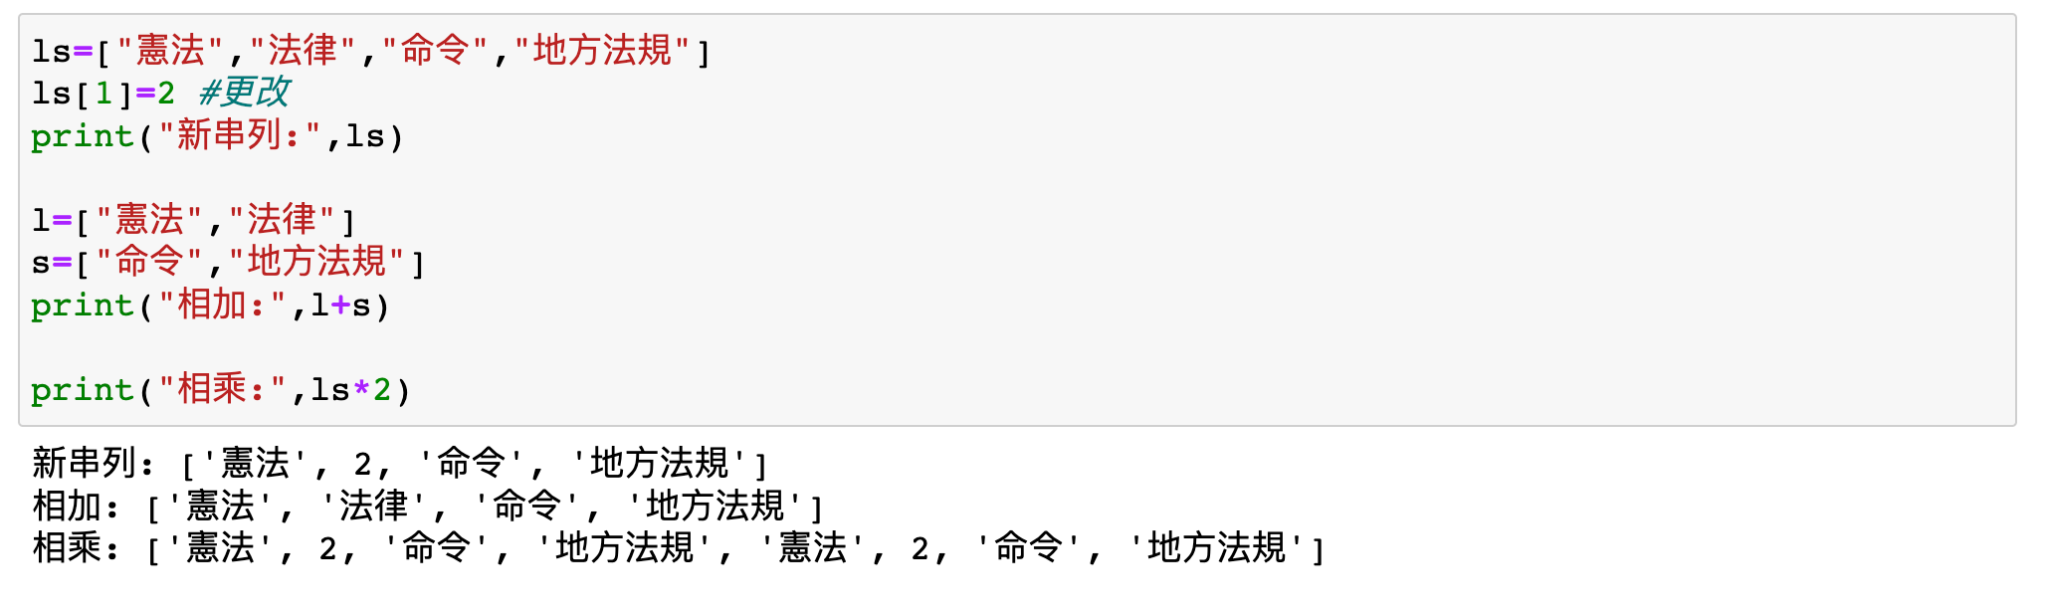 ls=["憲法","法律","命令","地方法規"]
ls[1]=2 #更改
print("新串列:",ls)
l=["憲法","法律"]
s=["命令","地方法規"]
print("相加:",l+s)
print("相乘:",ls*2)
新串列: ['憲法', 2, '命令', '地方法規']
相加: ['憲法', '法律', '命令', '地方法規']
相乘: ['憲法', 2, '命令', '地方法規', '憲法', 2, '命令', '地方法規']